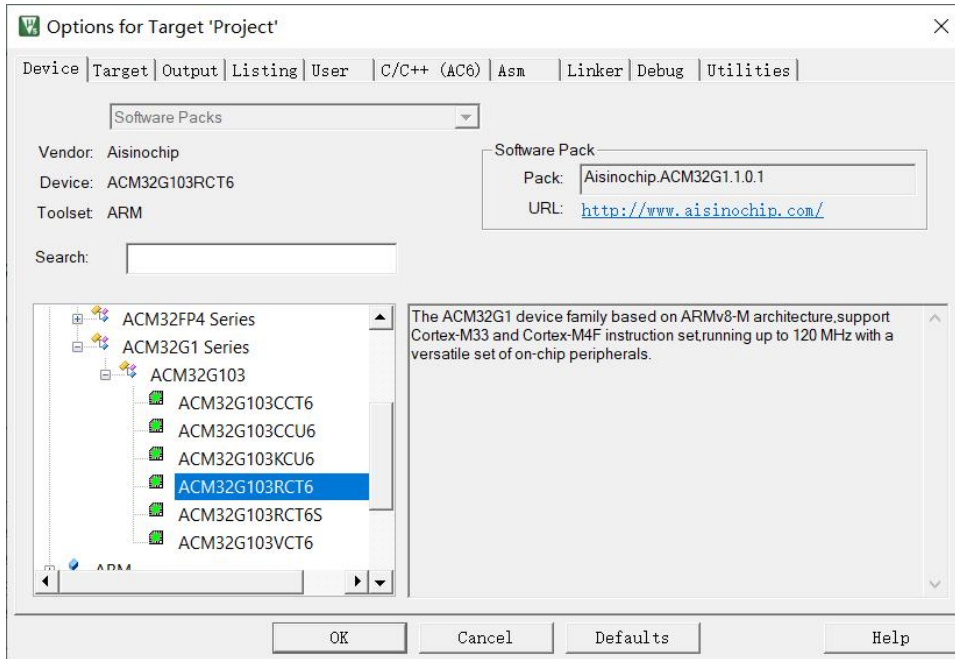 Options for Target 'Project'
Device Target Output Listing User C/C++ (AC6) Asm Linker Debug Utilities
Software Packs
Vendor: Aisinochip
Device: ACM32G103RCT6
Toolset: ARM
Software Pack
Pack: Aisinochip.ACM32G1.1.0.1
URL: http://www.aisinochip.com/
Search:
ACM32FP4 Series
ACM32G1 Series
ACM32G103
ACM32G103CCT6
ACM32G103CCU6
ACM32G103KCU6
ACM32G103RCT6
ACM32G103RCT6S
ACM32G103VCT6
ARM
The ACM32G1 device family based on ARMv8-M architecture,support
Cortex-M33 and Cortex-M4F instruction set,running up to 120 MHz with a
versatile set of on-chip peripherals.
OK Cancel Defaults Help